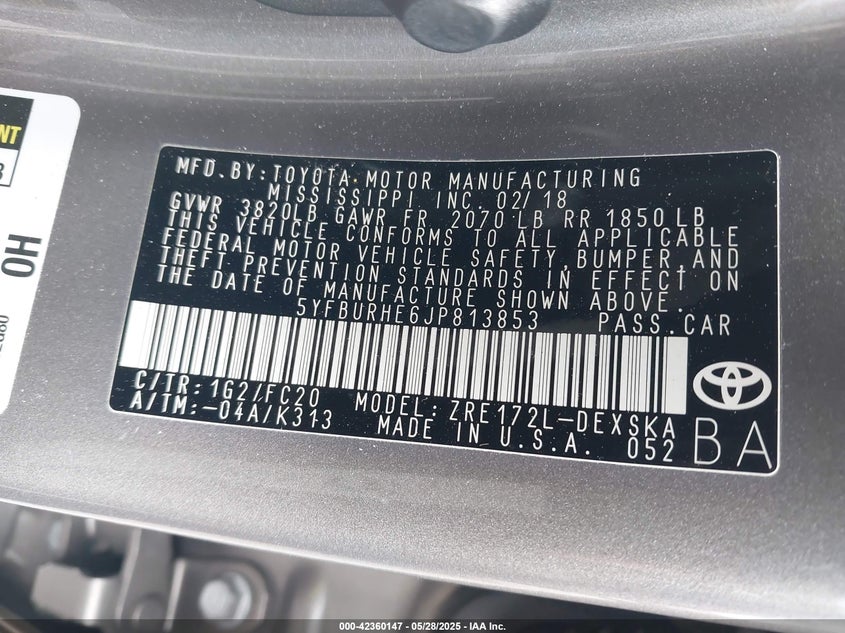 NT
3
HO
MFD. BY: TOYOTA MOTOR MANUFACTURING
MISSISSIPPI INC. 02/18
GVWR 3820LB GAWR FR 2070 LB RR 1850 LB
THIS VEHICLE CONFORMS TO ALL APPLICABLE
FEDERAL MOTOR VEHICLE SAFETY, BUMPER, AND
THEFT PREVENTION STANDARDS IN EFFECT ON
THE DATE OF MANUFACTURE SHOWN ABOVE.
5YFBURHE6JP813853 PASS. CAR
C/TR: 1G2/FC20 MODEL: ZRE172L-DEXSKA
A/TM: -04A/K313 MADE IN U.S.A. 052
BA
000-42360147 — 05/28/2025 — IAA Inc.